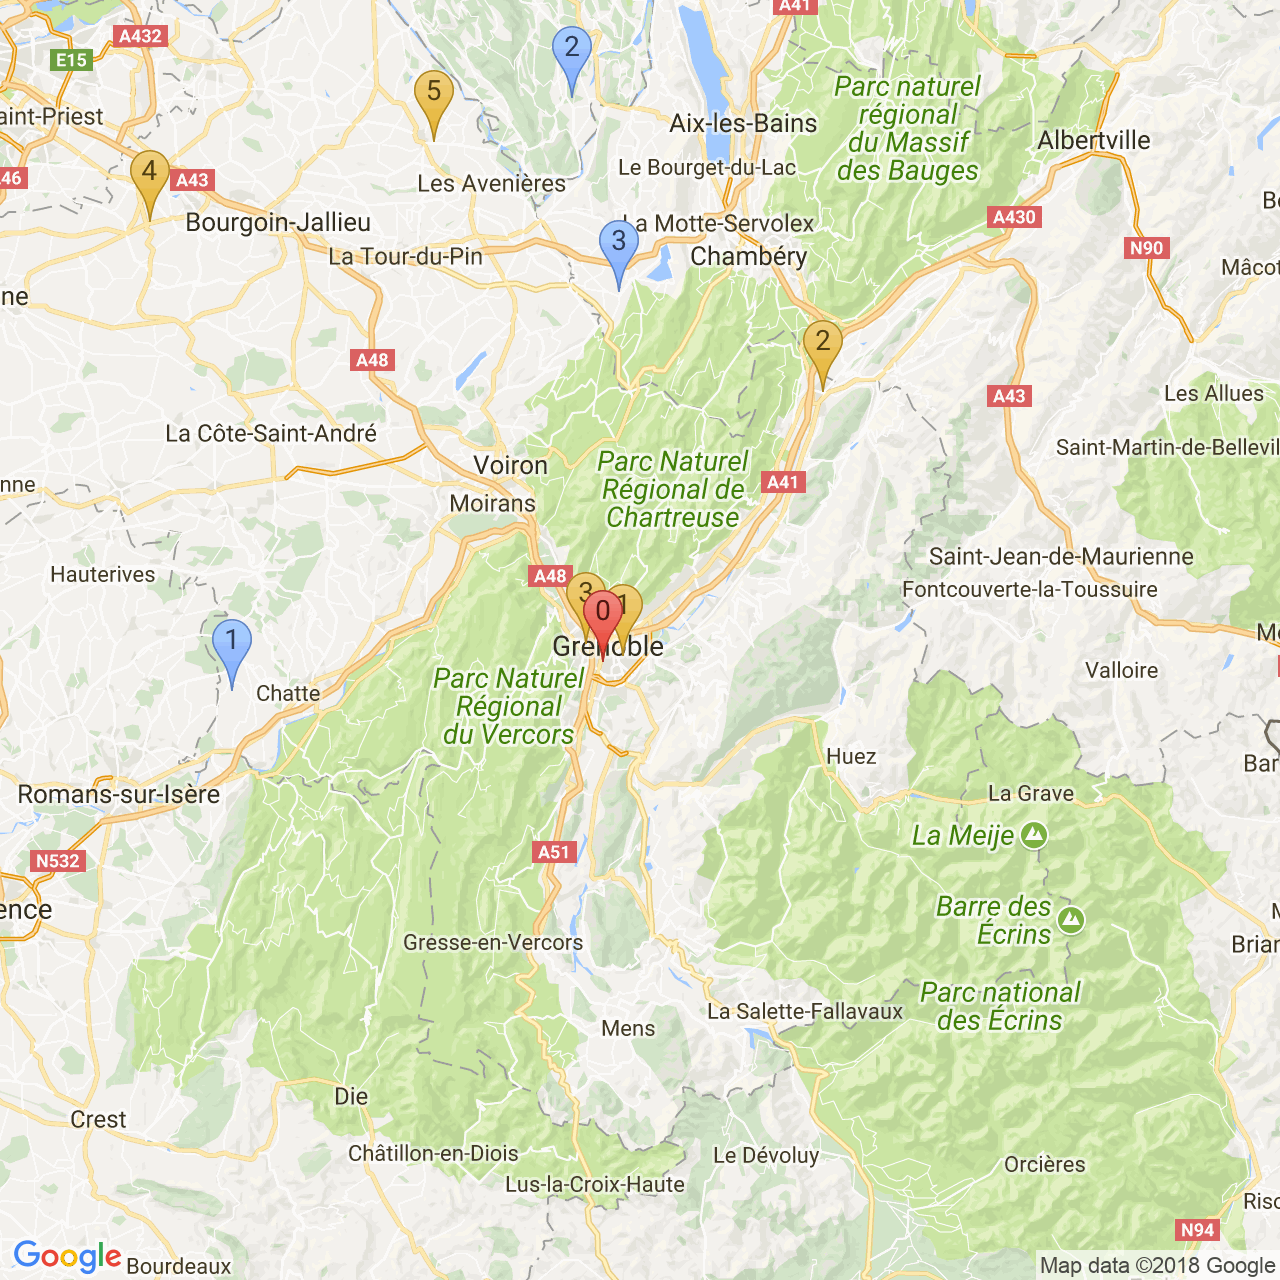 A41
A432
E15
2
5
Parc naturel
régional
du Massif
des Bauges
aint-Priest
Aix-les-Bains
Albertville
Le Bourget-du-Lac
4
A46
A43
Les Avenières
Bourgoin-Jallieu
La Motte-Servolex
A430
3
N90
La Tour-du-Pin
Chambéry
Mâcot
ne
2
A48
A43
Les Allues
La Côte-Saint-André
Saint-Martin-de-Bellevil
Voiron
Parc Naturel
Régional de
Chartreuse
A41
nne
Moirans
Saint-Jean-de-Maurienne
Hauterives
A48
Fontcouverte-la-Toussuire
3
1
0
1
Grenoble
Valloire
Parc Naturel
Régional
du Vercors
Chatte
Huez
Bar
Romans-sur-Isère
La Grave
La Meije
A51
N532
ence
Barre des
Écrins
Gresse-en-Vercors
Briar
Parc national
des Écrins
La Salette-Fallavaux
Mens
Die
Crest
Châtillon-en-Diois
Le Dévoluy
Orcières
Lus-la-Croix-Haute
Risc
N94
Google
Bourdeaux
Map data ©2018 Google